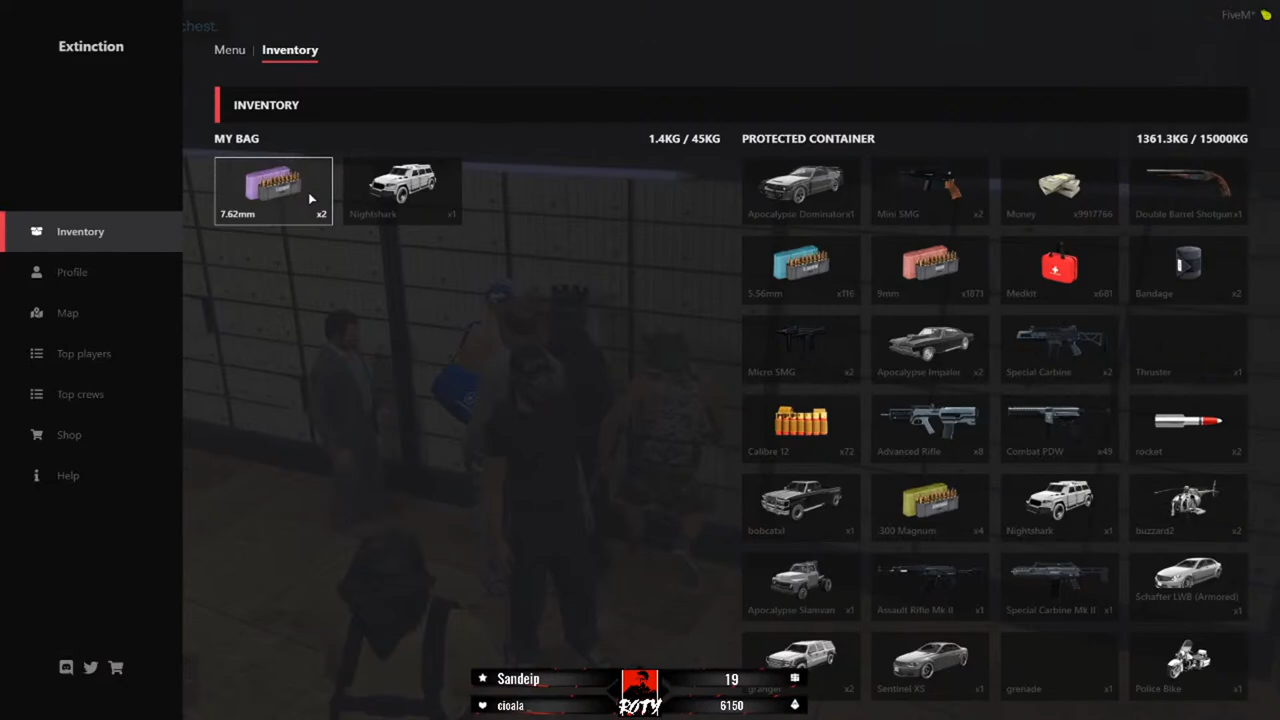 chest.
FiveM®
Extinction
Menu | Inventory
INVENTORY
MY BAG 1.4KG / 45KG
PROTECTED CONTAINER 1361.3KG / 15000KG
7.62mm x2
Nightshark x1
Apocalypse Dominator x1
Mini SMG x2
Money x9917766
Double Barrel Shotgun x1
Inventory
Profile
Map
Top players
Top crews
Shop
Help
5.56mm x116
9mm x1871
Medkit x681
Bandage x2
Micro SMG x2
Apocalypse Impaler x2
Special Carbine x2
Thruster x1
Calibre 12 x72
Advanced Rifle x8
Combat PDW x49
rocket x2
bobcatxl x1
.300 Magnum x4
Nightshark x1
buzzard2 x2
Apocalypse Slamvan x1
Assault Rifle Mk II x1
Special Carbine Mk II x1
Schafter LWB (Armored)
x1
granger x2
Sentinel XS x1
grenade x1
Police Bike x1
Sandeip 19
cioala ROTY 6150